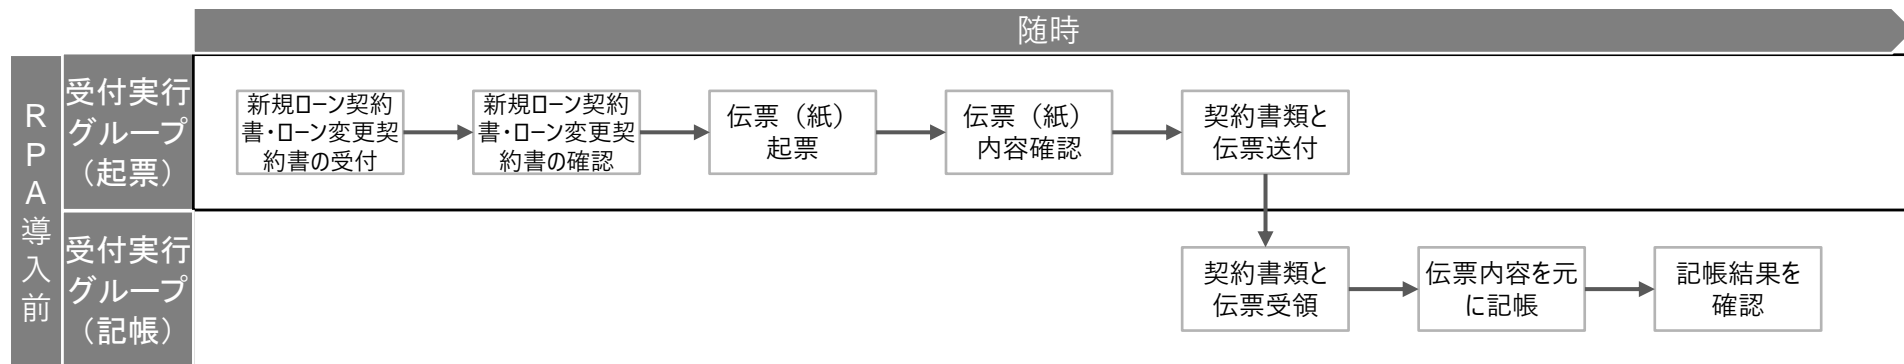 随時
RPA導入前
受付実行
グループ
（起票）
新規ローン契約
書・ローン変更契
約書の受付
新規ローン契約
書・ローン変更契
約書の確認
伝票（紙）
起票
伝票（紙）
内容確認
契約書類と
伝票送付
受付実行
グループ
（記帳）
契約書類と
伝票受領
伝票内容を元
に記帳
記帳結果を
確認